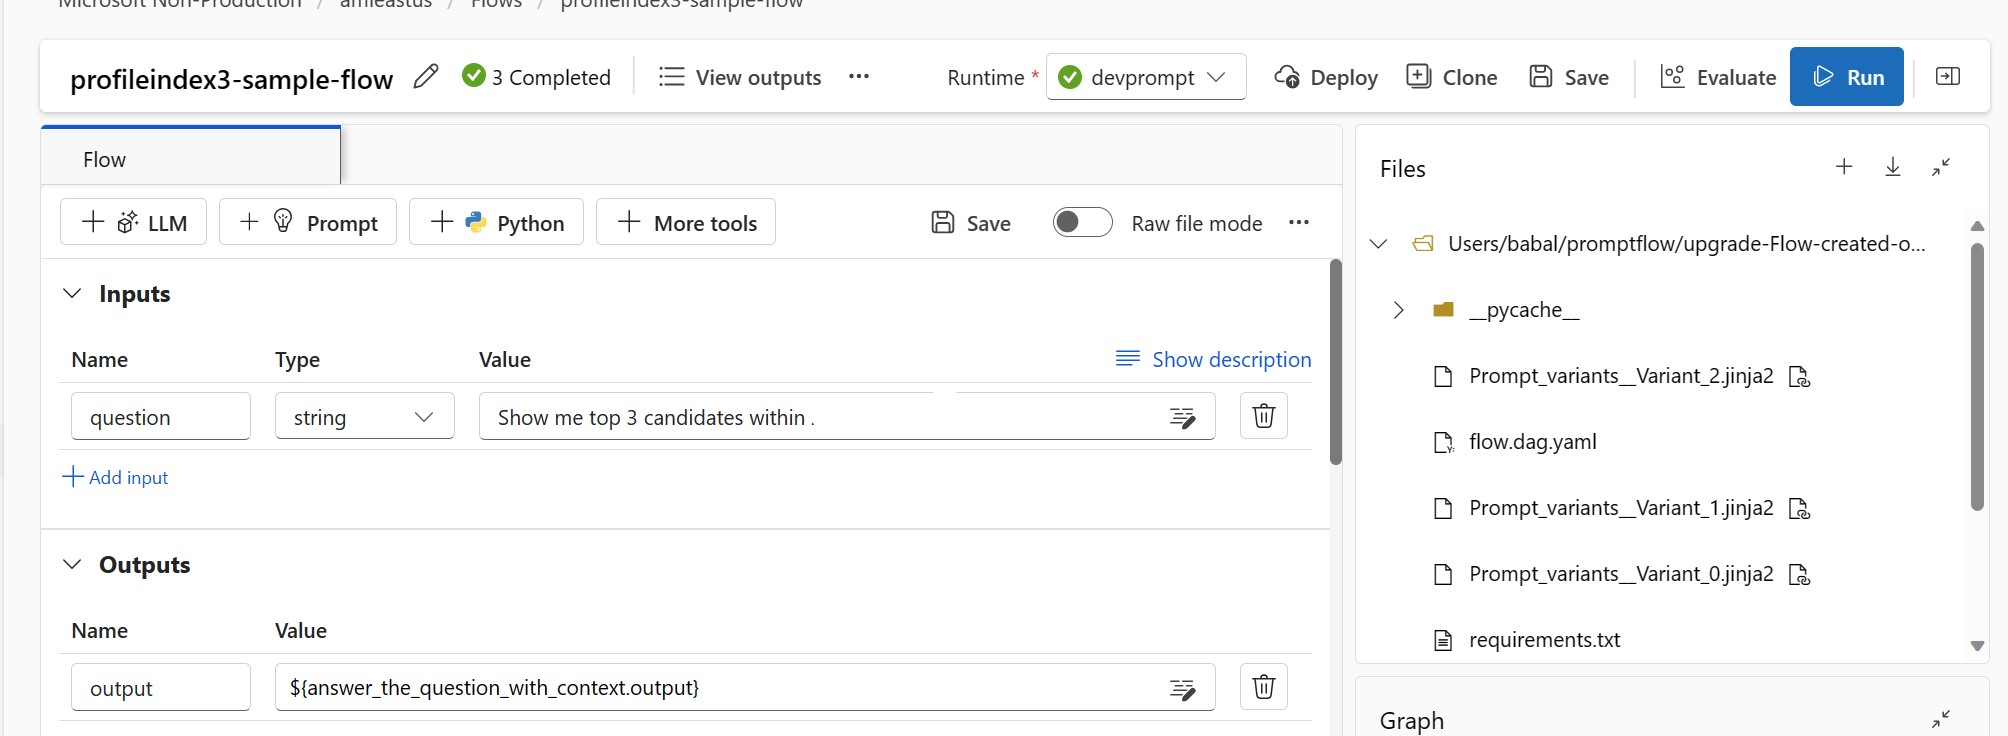 Microsoft Non-Production / amleastus / Flows / profileindex3-sample-flow
profileindex3-sample-flow 3 Completed View outputs ··· Runtime * devprompt Deploy Clone Save Evaluate Run
Flow
LLM Prompt Python More tools Save Raw file mode ···
Inputs
Name Type Value Show description
question string Show me top 3 candidates within .
Add input
Outputs
Name Value
output ${answer_the_question_with_context.output}
Files
Users/babal/promptflow/upgrade-Flow-created-o...
__pycache__
Prompt_variants__Variant_2.jinja2
flow.dag.yaml
Prompt_variants__Variant_1.jinja2
Prompt_variants__Variant_0.jinja2
requirements.txt
Graph